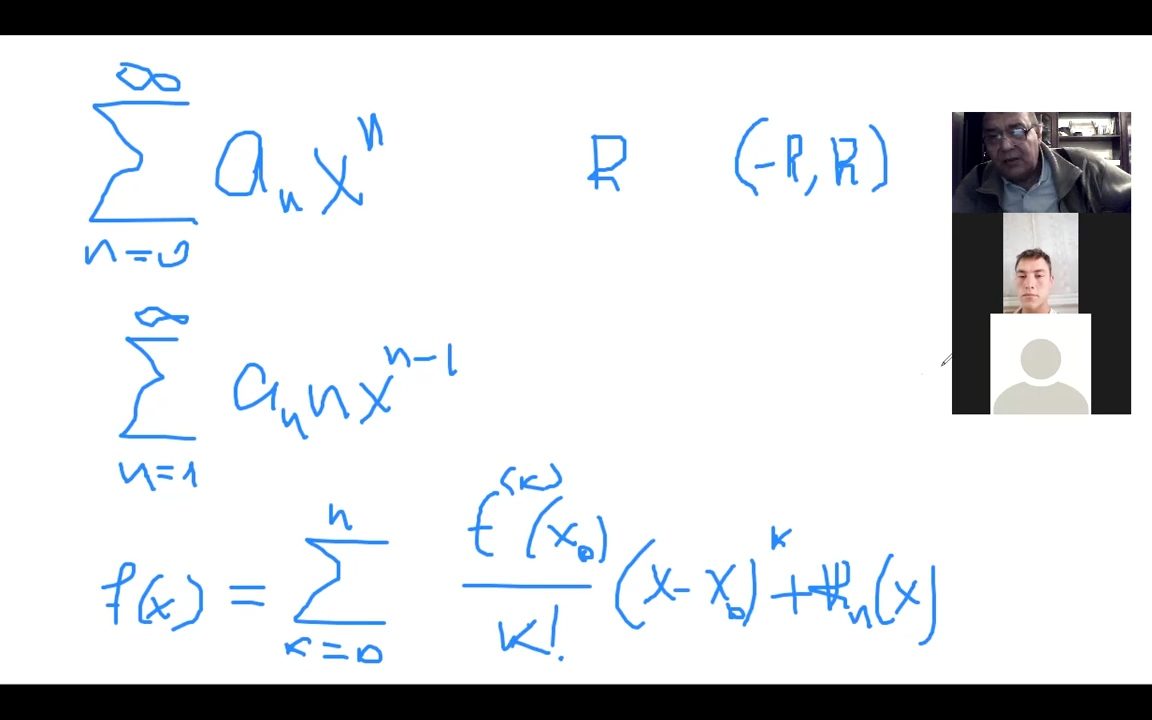 ∑_{n=0}^{∞} a_n x^n R (-R, R)
∑_{n=1}^{∞} a_n n x^{n-1}
f(x) = ∑_{k=0}^{n} f^{(k)}(x_0) / k! (x - x_0)^k + R_n(x)